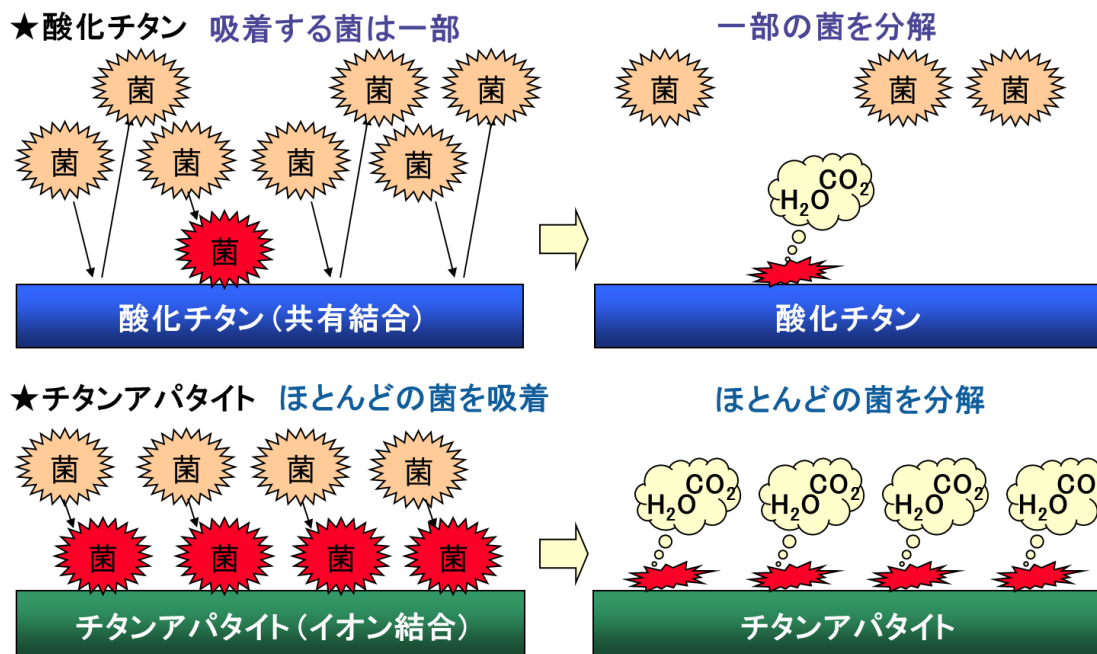 ★酸化チタン 吸着する菌は一部
一部の菌を分解
菌 菌 菌
菌 菌 菌 菌
菌
菌 菌 菌
H₂O CO₂
酸化チタン(共有結合)
酸化チタン
★チタンアパタイト ほとんどの菌を吸着
ほとんどの菌を分解
菌 菌 菌 菌
菌 菌 菌 菌
H₂O CO₂ H₂O CO₂ H₂O CO₂ H₂O CO
チタンアパタイト(イオン結合)
チタンアパタイト